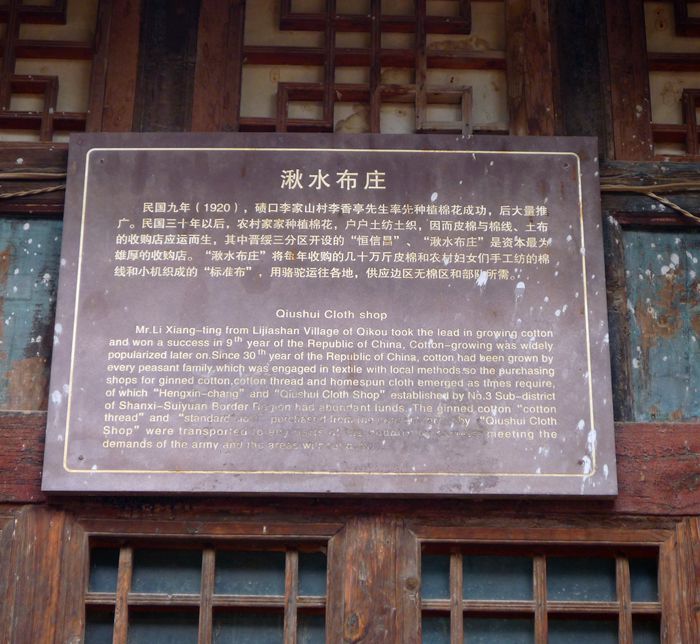 湫水布庄
民国九年（1920），碛口李家山村李香亭先生率先种植棉花成功，后大量推
广。民国三十年以后，农村家家种植棉花，户户土纺土织，因而皮棉与棉线、土布
的收购店应运而生，其中晋绥三分区开设的“恒信昌”、“湫水布庄”是资本最为
雄厚的收购店。“湫水布庄”将每年收购的几十万斤皮棉和农村妇女们手工纺的棉
线和小机织成的“标准布”，用骆驼运往各地，供应边区无棉区和部队所需。
Qiushui Cloth shop
Mr.Li Xiang-ting from Lijiashan Village of Qikou took the lead in growing cotton
and won a success in 9th year of the Republic of China, Cotton-growing was widely
popularized later on.Since 30th year of the Republic of China, cotton had been grown by
every peasant family,which was engaged in textile with local methods,so the purchasing
shops for ginned cotton,cotton thread and homespun cloth emerged as times require,
of which “Hengxin-chang” and “Qiushui Cloth Shop” established by No.3 Sub-district
of Shanxi-Suiyuan Border Region had abundant funds. The ginned cotton “cotton
thread” and “standard purchased from by “Qiushui Cloth
Shop” were transported to meeting the
demands of the army and the areas